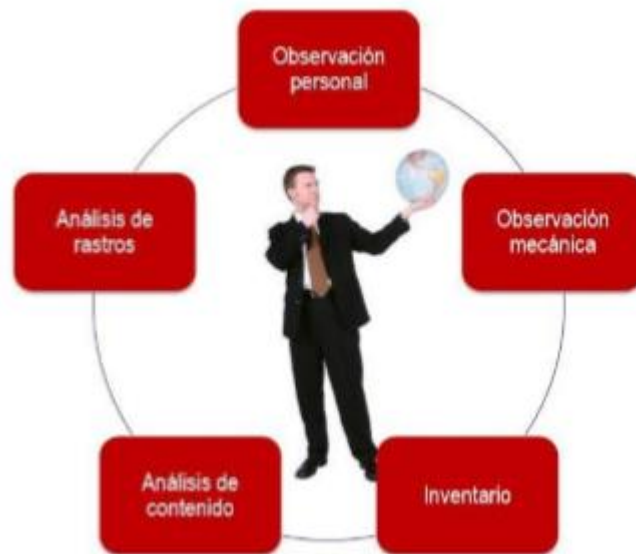 Observación
personal
Observación
mecánica
Inventario
Análisis de
contenido
Análisis de
rastros